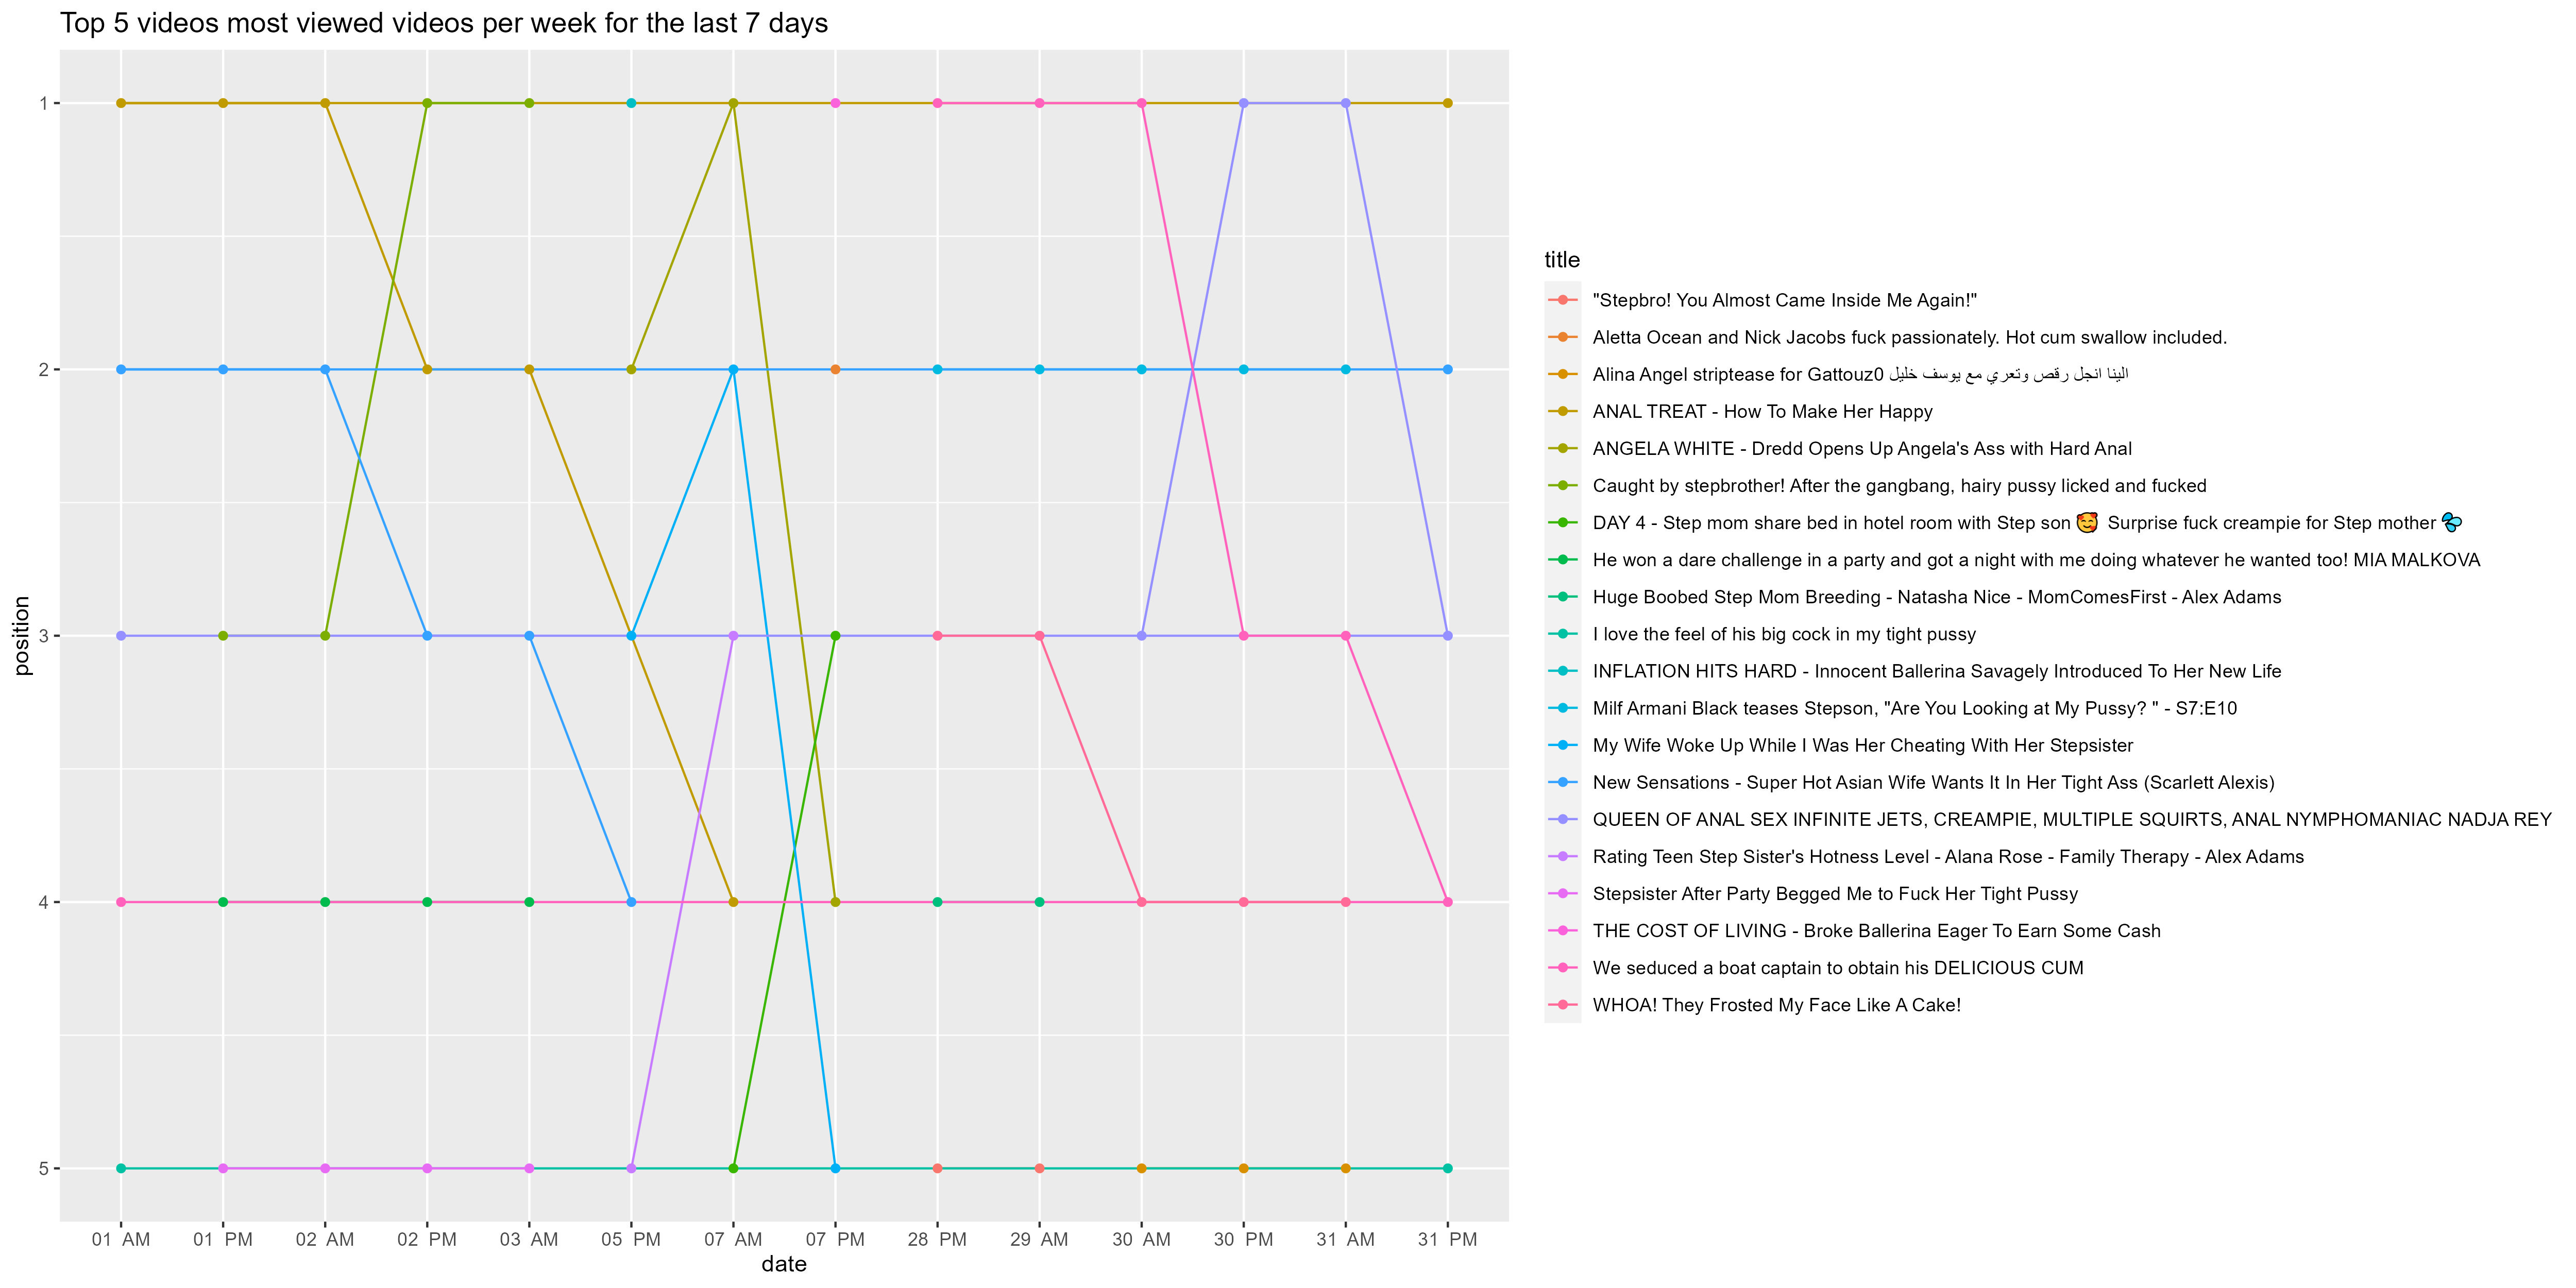 Top 5 videos most viewed videos per week for the last 7 days
position
1
2
3
4
5
01 AM 01 PM 02 AM 02 PM 03 AM 05 PM 07 AM 07 PM 28 PM 29 AM 30 AM 30 PM 31 AM 31 PM
date
title
"Stepbro! You Almost Came Inside Me Again!"
Aletta Ocean and Nick Jacobs fuck passionately. Hot cum swallow included.
Alina Angel striptease for Gattouz0 الينا انجل رقص وتعري مع يوسف خليل
ANAL TREAT - How To Make Her Happy
ANGELA WHITE - Dredd Opens Up Angela's Ass with Hard Anal
Caught by stepbrother! After the gangbang, hairy pussy licked and fucked
DAY 4 - Step mom share bed in hotel room with Step son 🥰 Surprise fuck creampie for Step mother 💦
He won a dare challenge in a party and got a night with me doing whatever he wanted too! MIA MALKOVA
Huge Boobed Step Mom Breeding - Natasha Nice - MomComesFirst - Alex Adams
I love the feel of his big cock in my tight pussy
INFLATION HITS HARD - Innocent Ballerina Savagely Introduced To Her New Life
Milf Armani Black teases Stepson, "Are You Looking at My Pussy? " - S7:E10
My Wife Woke Up While I Was Her Cheating With Her Stepsister
New Sensations - Super Hot Asian Wife Wants It In Her Tight Ass (Scarlett Alexis)
QUEEN OF ANAL SEX INFINITE JETS, CREAMPIE, MULTIPLE SQUIRTS, ANAL NYMPHOMANIAC NADJA REY
Rating Teen Step Sister's Hotness Level - Alana Rose - Family Therapy - Alex Adams
Stepsister After Party Begged Me to Fuck Her Tight Pussy
THE COST OF LIVING - Broke Ballerina Eager To Earn Some Cash
We seduced a boat captain to obtain his DELICIOUS CUM
WHOA! They Frosted My Face Like A Cake!